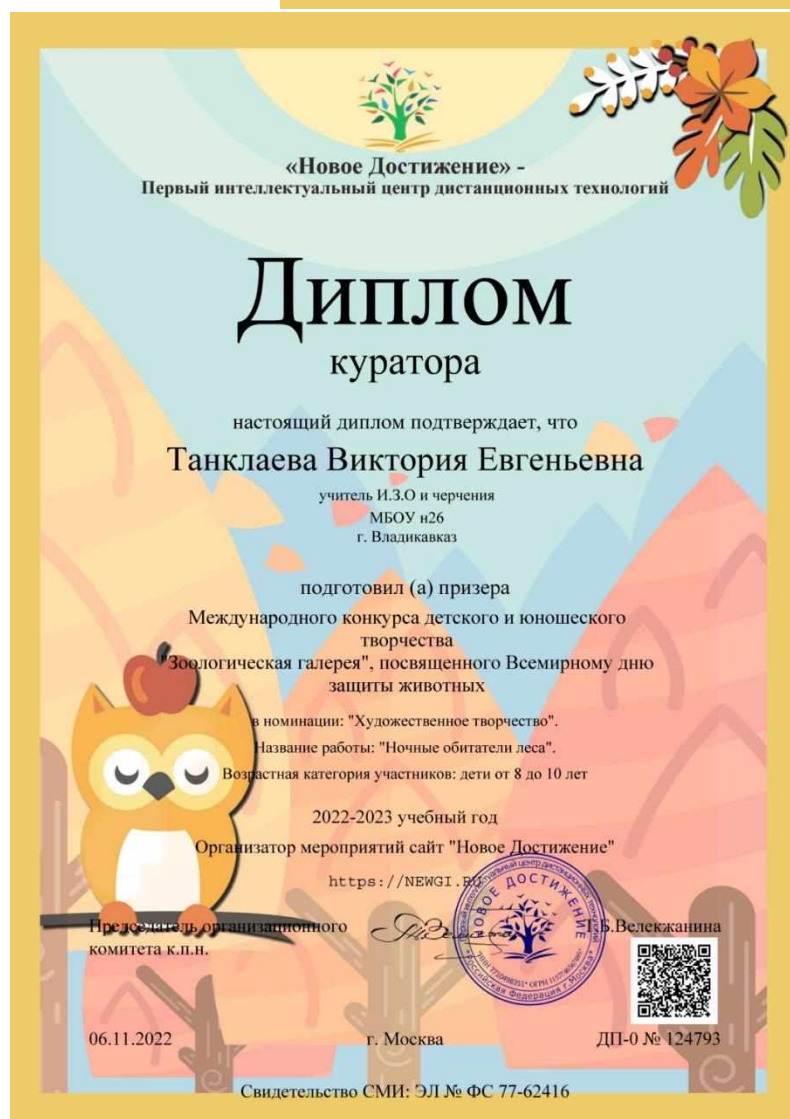 «Новое Достижение» -
Первый интеллектуальный центр дистанционных технологий
Диплом
куратора
настоящий диплом подтверждает, что
Танклаева Виктория Евгеньевна
учитель И.З.О и черчения
МБОУ н26
г. Владикавказ
подготовил (а) призера
Международного конкурса детского и юношеского
творчества
"Зоологическая галерея", посвященного Всемирному дню
защиты животных
в номинации: "Художественное творчество".
Название работы: "Ночные обитатели леса".
Возрастная категория участников: дети от 8 до 10 лет
2022-2023 учебный год
Организатор мероприятий сайт "Новое Достижение"
https://NEWGI.RU
Председатель организационного
комитета к.п.н.
НОВОЕ ДОСТИЖЕНИЕ
Российская Федерация г.Москва
Г.Б.Велекжанина
06.11.2022
г. Москва
ДП-0 № 124793
Свидетельство СМИ: ЭЛ № ФС 77-62416